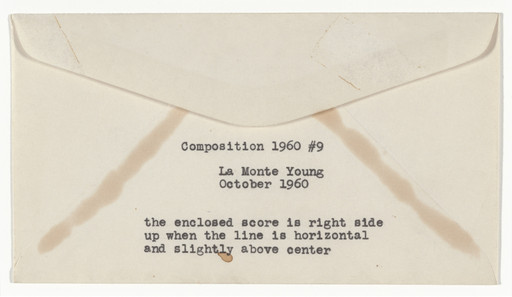 Composition 1960 #9
La Monte Young
October 1960
the enclosed score is right side
up when the line is horizontal
and slightly above center